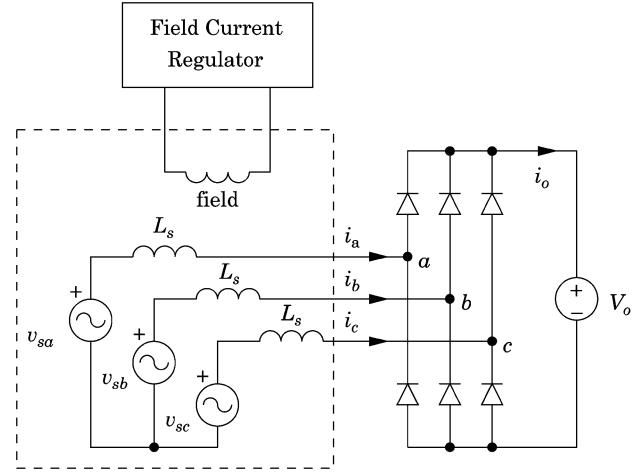 Field Current
Regulator
field
L_s
i_a
a
i_o
L_s
i_b
b
+
L_s
i_c
c
+
−
V_o
v_sa
+
v_sb
+
v_sc